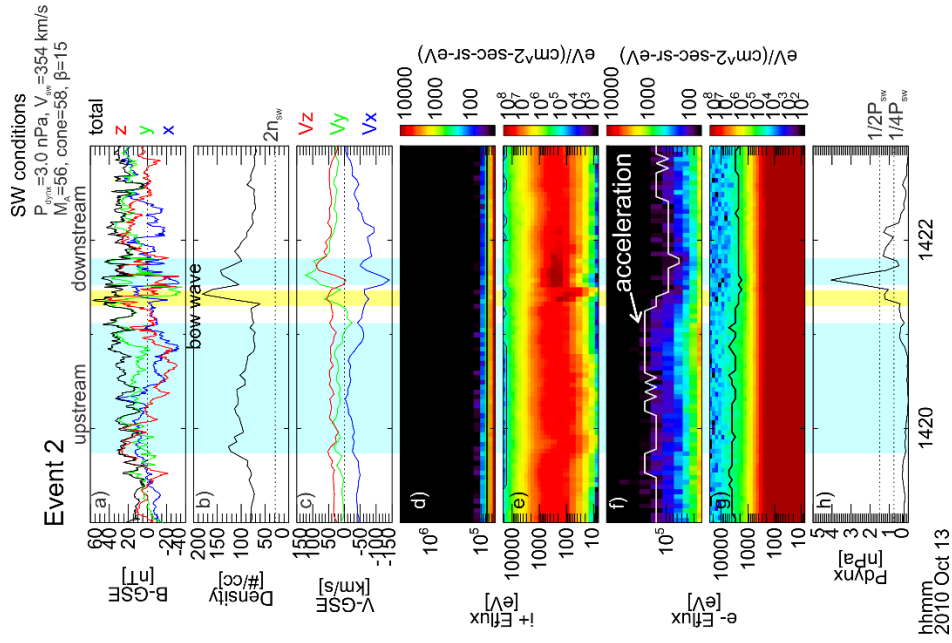 Event 2
SW conditions
P_dynx=3.0 nPa, V_sw=354 km/s
M_A=56, cone=58, β=15
upstream
downstream
a)
60
40
20
0
-20
-40
B-GSE
[nT]
total
z
y
x
bow wave
b)
200
150
100
50
0
Density
[#/cc]
2n_sw
c)
150
100
50
0
-50
-100
-150
V-GSE
[km/s]
Vz
Vy
Vx
d)
10^6
10^5
10000
1000
100
eV/(cm^2-sec-sr-eV)
e)
10000
1000
100
10
i+ Eflux
[eV]
10^8
10^7
10^6
10^5
10^4
10^3
f)
acceleration
10^5
10000
1000
100
eV/(cm^2-sec-sr-eV)
g)
10000
1000
100
10
e- Eflux
[eV]
10^8
10^7
10^6
10^5
10^4
10^3
10^2
h)
5
4
3
2
1
0
Pdynx
[nPa]
1/2P_sw
1/4P_sw
1420
1422
hhmm
2010 Oct 13